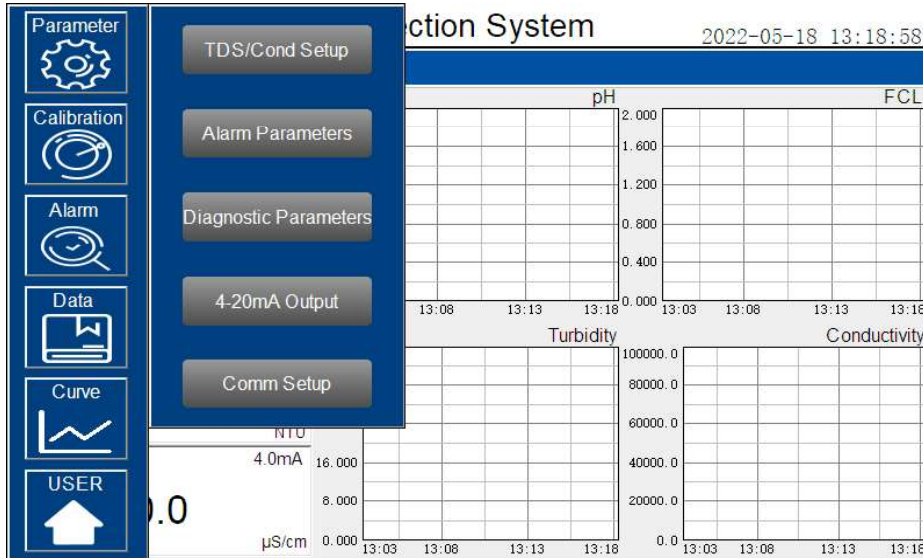 Parameter
Calibration
Alarm
Data
Curve
USER
TDS/Cond Setup
Alarm Parameters
Diagnostic Parameters
4-20mA Output
Comm Setup
ction System
2022-05-18 13:18:58
pH
13:08 13:13 13:18
FCL
2.000
1.600
1.200
0.800
0.400
0.000
13:03 13:08 13:13 13:18
NTU
4.0mA
.0
µS/cm
Turbidity
16.000
8.000
0.000
13:03 13:08 13:13 13:18
Conductivity
100000.0
80000.0
60000.0
40000.0
20000.0
0.0
13:03 13:08 13:13 13:18